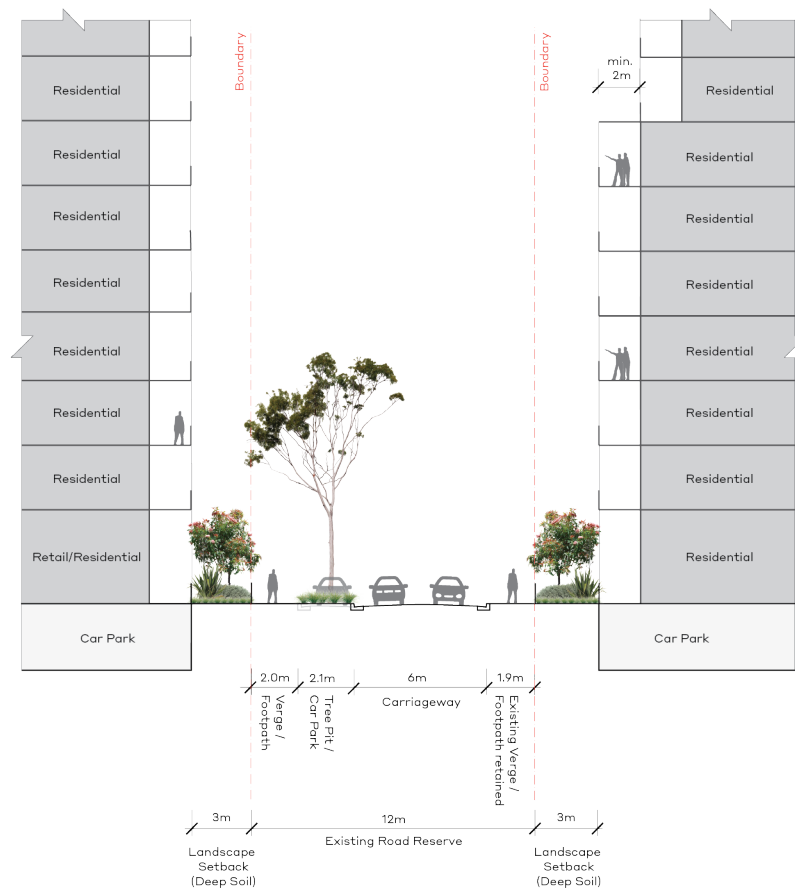 Boundary
Boundary
min.
2m
Residential
Residential
Residential
Residential
Residential
Residential
Residential
Residential
Residential
Residential
Residential
Residential
Residential
Residential
Retail/Residential
Residential
Car Park
Car Park
2.0m
2.1m
6m
1.9m
Verge /
Footpath
Tree Pit /
Car Park
Carriageway
Existing Verge /
Footpath retained
3m
12m
3m
Existing Road Reserve
Landscape
Setback
(Deep Soil)
Landscape
Setback
(Deep Soil)